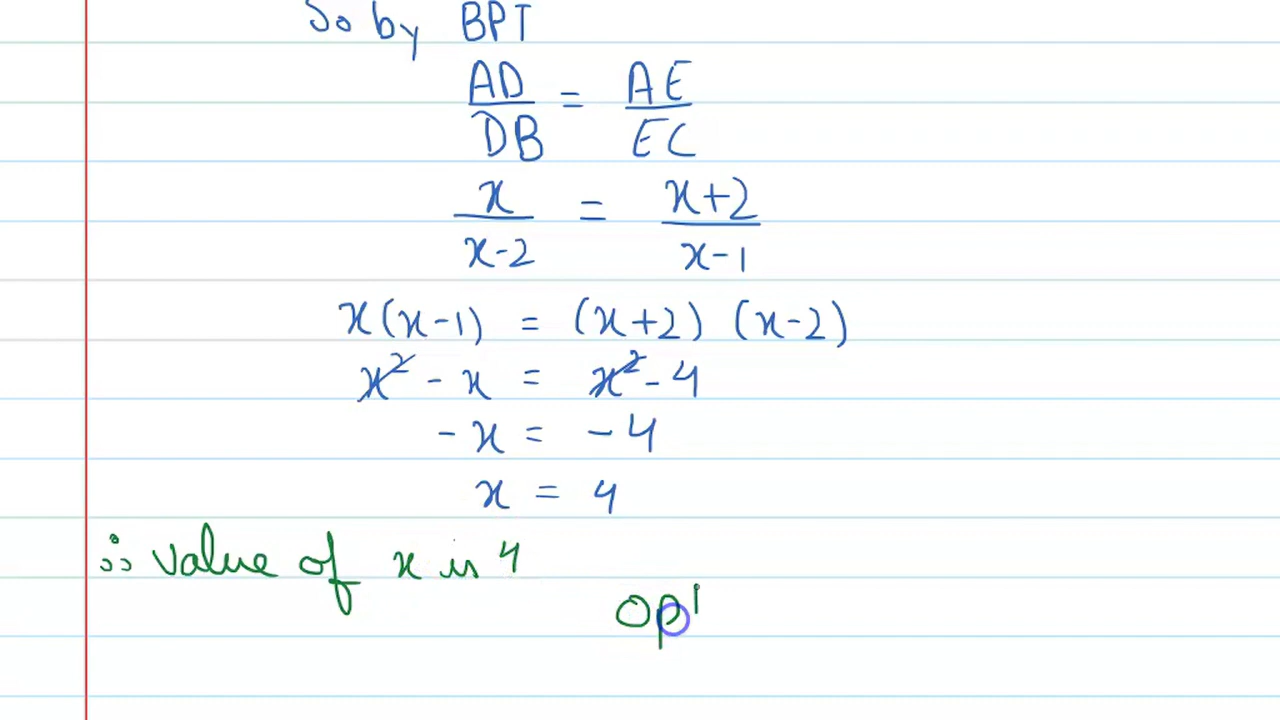 So by BPT
AD/DB = AE/EC
x/x-2 = x+2/x-1
x(x-1) = (x+2) (x-2)
x² - x = x² - 4
- x = - 4
x = 4
∴ value of x is 4
op